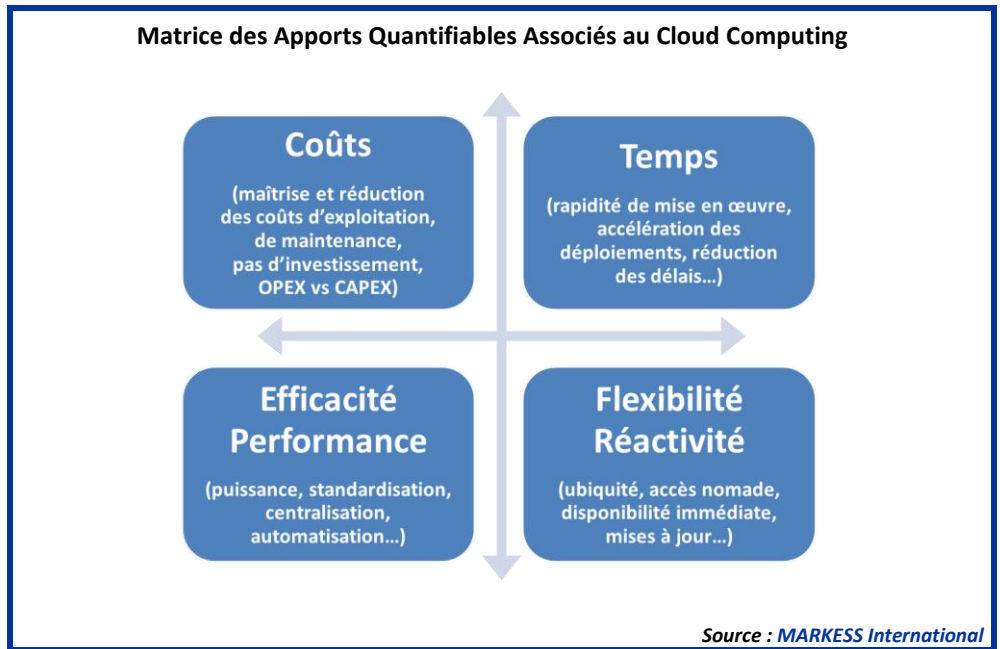 Matrice des Apports Quantifiables Associés au Cloud Computing
Coûts
(maîtrise et réduction
des coûts d’exploitation,
de maintenance,
pas d’investissement,
OPEX vs CAPEX)
Temps
(rapidité de mise en œuvre,
accélération des
déploiements, réduction
des délais…)
Efficacité
Performance
(puissance, standardisation,
centralisation,
automatisation…)
Flexibilité
Réactivité
(ubiquité, accès nomade,
disponibilité immédiate,
mises à jour…)
Source : MARKESS International